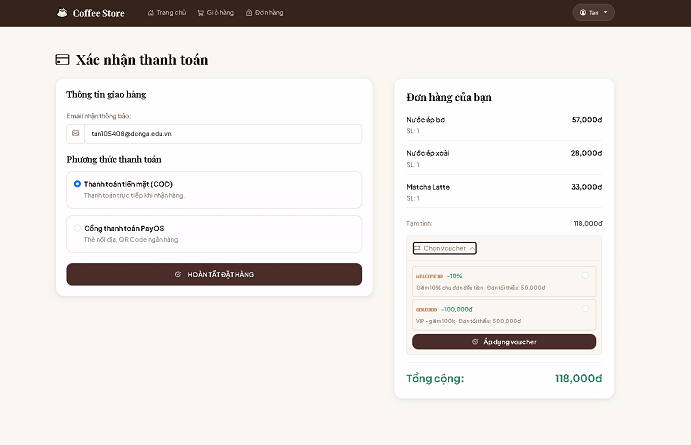 Coffee Store
Trang chủ
Giỏ hàng
Đơn hàng
Tan
Xác nhận thanh toán
Thông tin giao hàng
Email nhận thông báo:
tan105408@donga.edu.vn
Phương thức thanh toán
Thanh toán tiền mặt (COD)
Thanh toán trực tiếp khi nhận hàng.
Cổng thanh toán PayOS
Thẻ nội địa, QR Code ngân hàng.
HOÀN TẤT ĐẶT HÀNG
Đơn hàng của bạn
Nước ép bơ 57,000đ
SL: 1
Nước ép xoài 28,000đ
SL: 1
Matcha Latte 33,000đ
SL: 1
Tạm tính: 118,000đ
Chọn voucher
-10%
Giảm 10% cho đơn đầu tiên · Đơn tối thiểu: 50,000đ
-100,000đ
VIP - giảm 100k · Đơn tối thiểu: 500,000đ
Áp dụng voucher
Tổng cộng: 118,000đ